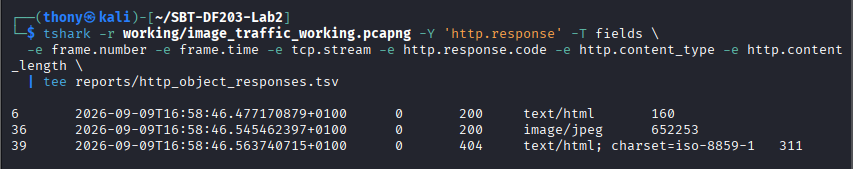 ┌──(thony㉿kali)-[~/SBT-DF203-Lab2]
└─$ tshark -r working/image_traffic_working.pcapng -Y 'http.response' -T fields \
-e frame.number -e frame.time -e tcp.stream -e http.response.code -e http.content_type -e http.content
_length \
| tee reports/http_object_responses.tsv
6 2026-09-09T16:58:46.477170879+0100 0 200 text/html 160
36 2026-09-09T16:58:46.545462397+0100 0 200 image/jpeg 652253
39 2026-09-09T16:58:46.563740715+0100 0 404 text/html; charset=iso-8859-1 311